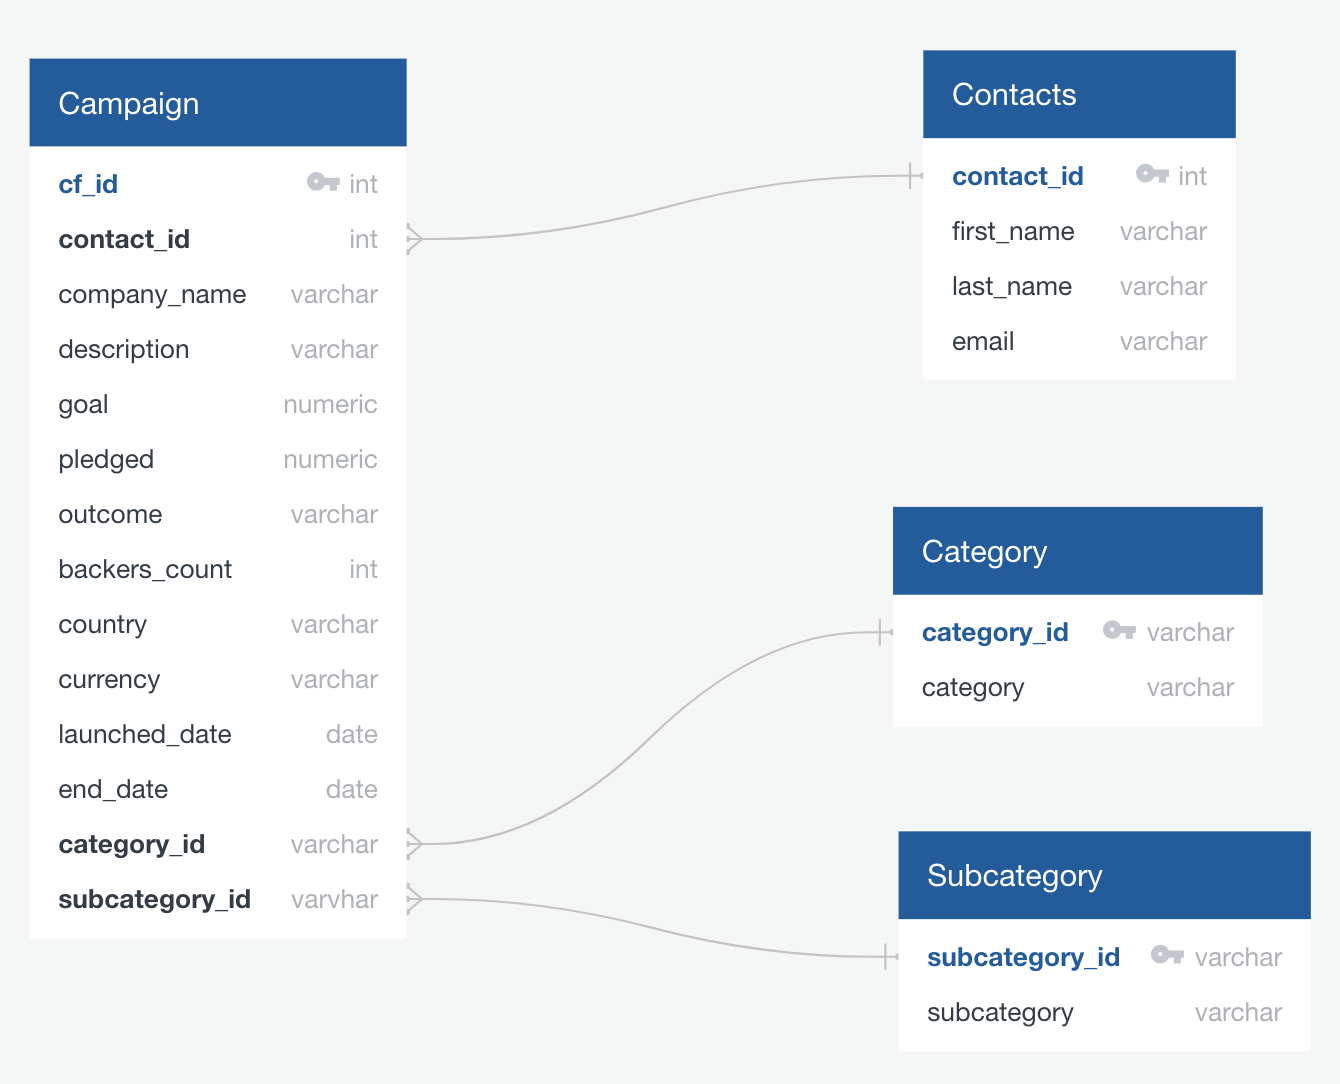 Campaign
cf_id int
contact_id int
company_name varchar
description varchar
goal numeric
pledged numeric
outcome varchar
backers_count int
country varchar
currency varchar
launched_date date
end_date date
category_id varchar
subcategory_id varvhar
Contacts
contact_id int
first_name varchar
last_name varchar
email varchar
Category
category_id varchar
category varchar
Subcategory
subcategory_id varchar
subcategory varchar